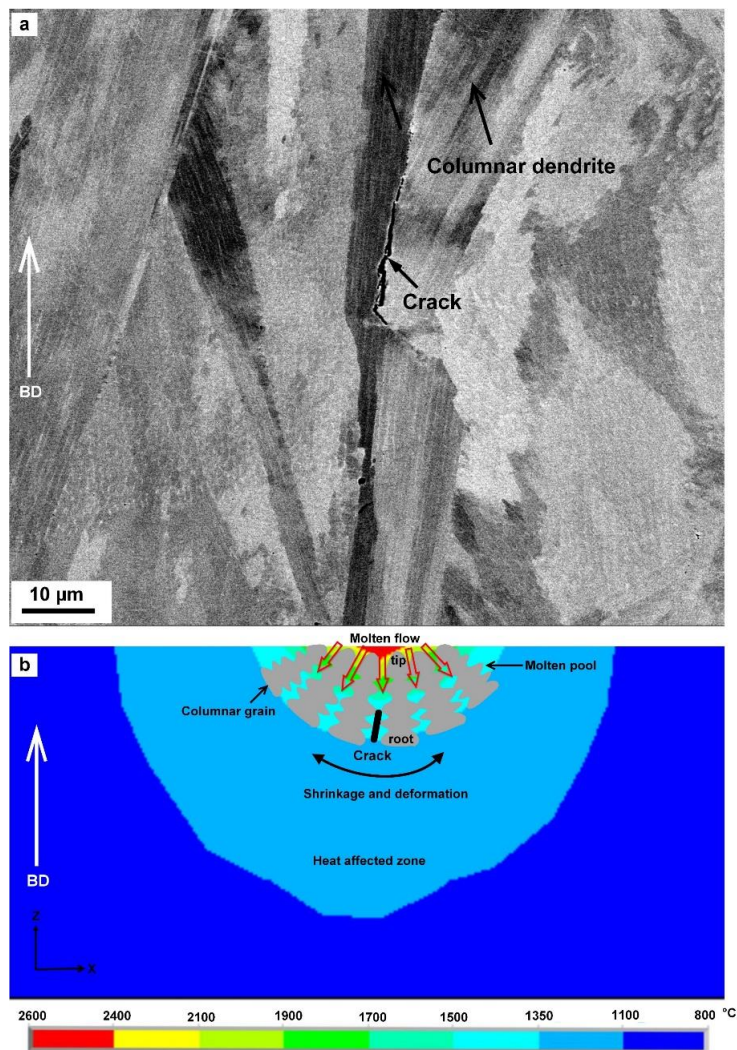 a
Columnar dendrite
Crack
BD
10 µm
b
Molten flow
tip
Molten pool
Columnar grain
root
Crack
Shrinkage and deformation
BD
Heat affected zone
Z
X
2600 2400 2100 1900 1700 1500 1350 1100 800 °C